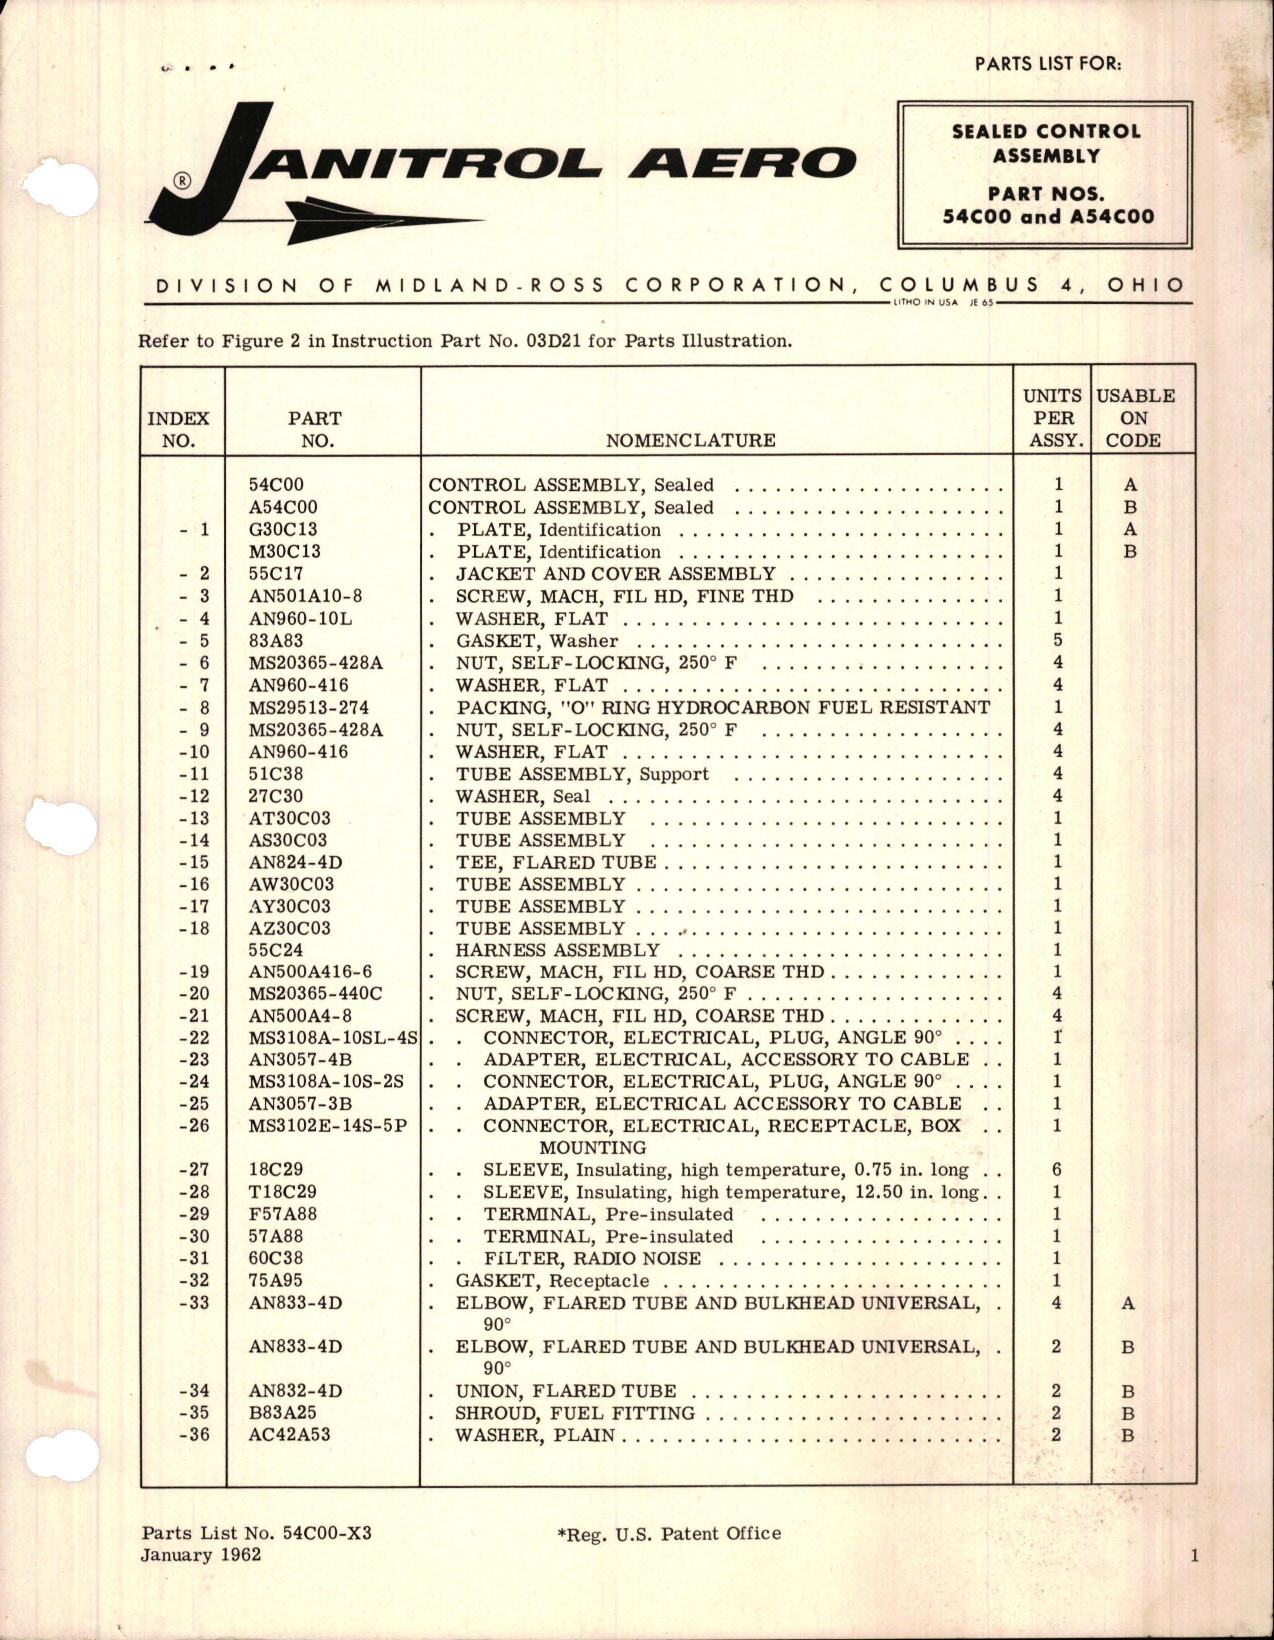 PARTS LIST FOR:
JANITROL AERO
®
SEALED CONTROL
ASSEMBLY
PART NOS.
54C00 and A54C00
DIVISION OF MIDLAND-ROSS CORPORATION, COLUMBUS 4, OHIO
LITHO IN USA JE 65
Refer to Figure 2 in Instruction Part No. 03D21 for Parts Illustration.
INDEX NO. PART NO. NOMENCLATURE UNITS PER ASSY. USABLE ON CODE
54C00 CONTROL ASSEMBLY, Sealed . . . . . . . . . . . . . . . . . . . . 1 A
A54C00 CONTROL ASSEMBLY, Sealed . . . . . . . . . . . . . . . . . . . . 1 B
- 1 G30C13 . PLATE, Identification . . . . . . . . . . . . . . . . . . . . . . . . 1 A
M30C13 . PLATE, Identification . . . . . . . . . . . . . . . . . . . . . . . . 1 B
- 2 55C17 . JACKET AND COVER ASSEMBLY . . . . . . . . . . . . . . . . 1
- 3 AN501A10-8 . SCREW, MACH, FIL HD, FINE THD . . . . . . . . . . . . . . 1
- 4 AN960-10L . WASHER, FLAT . . . . . . . . . . . . . . . . . . . . . . . . . . . . 1
- 5 83A83 . GASKET, Washer . . . . . . . . . . . . . . . . . . . . . . . . . . . 5
- 6 MS20365-428A . NUT, SELF-LOCKING, 250° F . . . . . . . . . . . . . . . . . . 4
- 7 AN960-416 . WASHER, FLAT . . . . . . . . . . . . . . . . . . . . . . . . . . . . 4
- 8 MS29513-274 . PACKING, "O" RING HYDROCARBON FUEL RESISTANT 1
- 9 MS20365-428A . NUT, SELF-LOCKING, 250° F . . . . . . . . . . . . . . . . . . 4
-10 AN960-416 . WASHER, FLAT . . . . . . . . . . . . . . . . . . . . . . . . . . . . 4
-11 51C38 . TUBE ASSEMBLY, Support . . . . . . . . . . . . . . . . . . . . 4
-12 27C30 . WASHER, Seal . . . . . . . . . . . . . . . . . . . . . . . . . . . . . 4
-13 AT30C03 . TUBE ASSEMBLY . . . . . . . . . . . . . . . . . . . . . . . . . . 1
-14 AS30C03 . TUBE ASSEMBLY . . . . . . . . . . . . . . . . . . . . . . . . . . 1
-15 AN824-4D . TEE, FLARED TUBE . . . . . . . . . . . . . . . . . . . . . . . . . 1
-16 AW30C03 . TUBE ASSEMBLY . . . . . . . . . . . . . . . . . . . . . . . . . . . 1
-17 AY30C03 . TUBE ASSEMBLY . . . . . . . . . . . . . . . . . . . . . . . . . . . 1
-18 AZ30C03 . TUBE ASSEMBLY . . . . . . . . . . . . . . . . . . . . . . . . . . . 1
55C24 . HARNESS ASSEMBLY . . . . . . . . . . . . . . . . . . . . . . . . 1
-19 AN500A416-6 . SCREW, MACH, FIL HD, COARSE THD . . . . . . . . . . . . . 1
-20 MS20365-440C . NUT, SELF-LOCKING, 250° F . . . . . . . . . . . . . . . . . . . 4
-21 AN500A4-8 . SCREW, MACH, FIL HD, COARSE THD . . . . . . . . . . . . . 4
-22 MS3108A-10SL-4S . . CONNECTOR, ELECTRICAL, PLUG, ANGLE 90° . . . . 1
-23 AN3057-4B . . ADAPTER, ELECTRICAL, ACCESSORY TO CABLE . . 1
-24 MS3108A-10S-2S . . CONNECTOR, ELECTRICAL, PLUG, ANGLE 90° . . . . 1
-25 AN3057-3B . . ADAPTER, ELECTRICAL ACCESSORY TO CABLE . . 1
-26 MS3102E-14S-5P . . CONNECTOR, ELECTRICAL, RECEPTACLE, BOX . . 1
MOUNTING
-27 18C29 . . SLEEVE, Insulating, high temperature, 0.75 in. long . . 6
-28 T18C29 . . SLEEVE, Insulating, high temperature, 12.50 in. long . . 1
-29 F57A88 . . TERMINAL, Pre-insulated . . . . . . . . . . . . . . . . . . 1
-30 57A88 . . TERMINAL, Pre-insulated . . . . . . . . . . . . . . . . . . 1
-31 60C38 . . FILTER, RADIO NOISE . . . . . . . . . . . . . . . . . . . . . 1
-32 75A95 . GASKET, Receptacle . . . . . . . . . . . . . . . . . . . . . . . . . 1
-33 AN833-4D . ELBOW, FLARED TUBE AND BULKHEAD UNIVERSAL, . 4 A
90°
AN833-4D . ELBOW, FLARED TUBE AND BULKHEAD UNIVERSAL, . 2 B
90°
-34 AN832-4D . UNION, FLARED TUBE . . . . . . . . . . . . . . . . . . . . . . . 2 B
-35 B83A25 . SHROUD, FUEL FITTING . . . . . . . . . . . . . . . . . . . . . . 2 B
-36 AC42A53 . WASHER, PLAIN . . . . . . . . . . . . . . . . . . . . . . . . . . . . 2 B
Parts List No. 54C00-X3 *Reg. U.S. Patent Office
January 1962 1